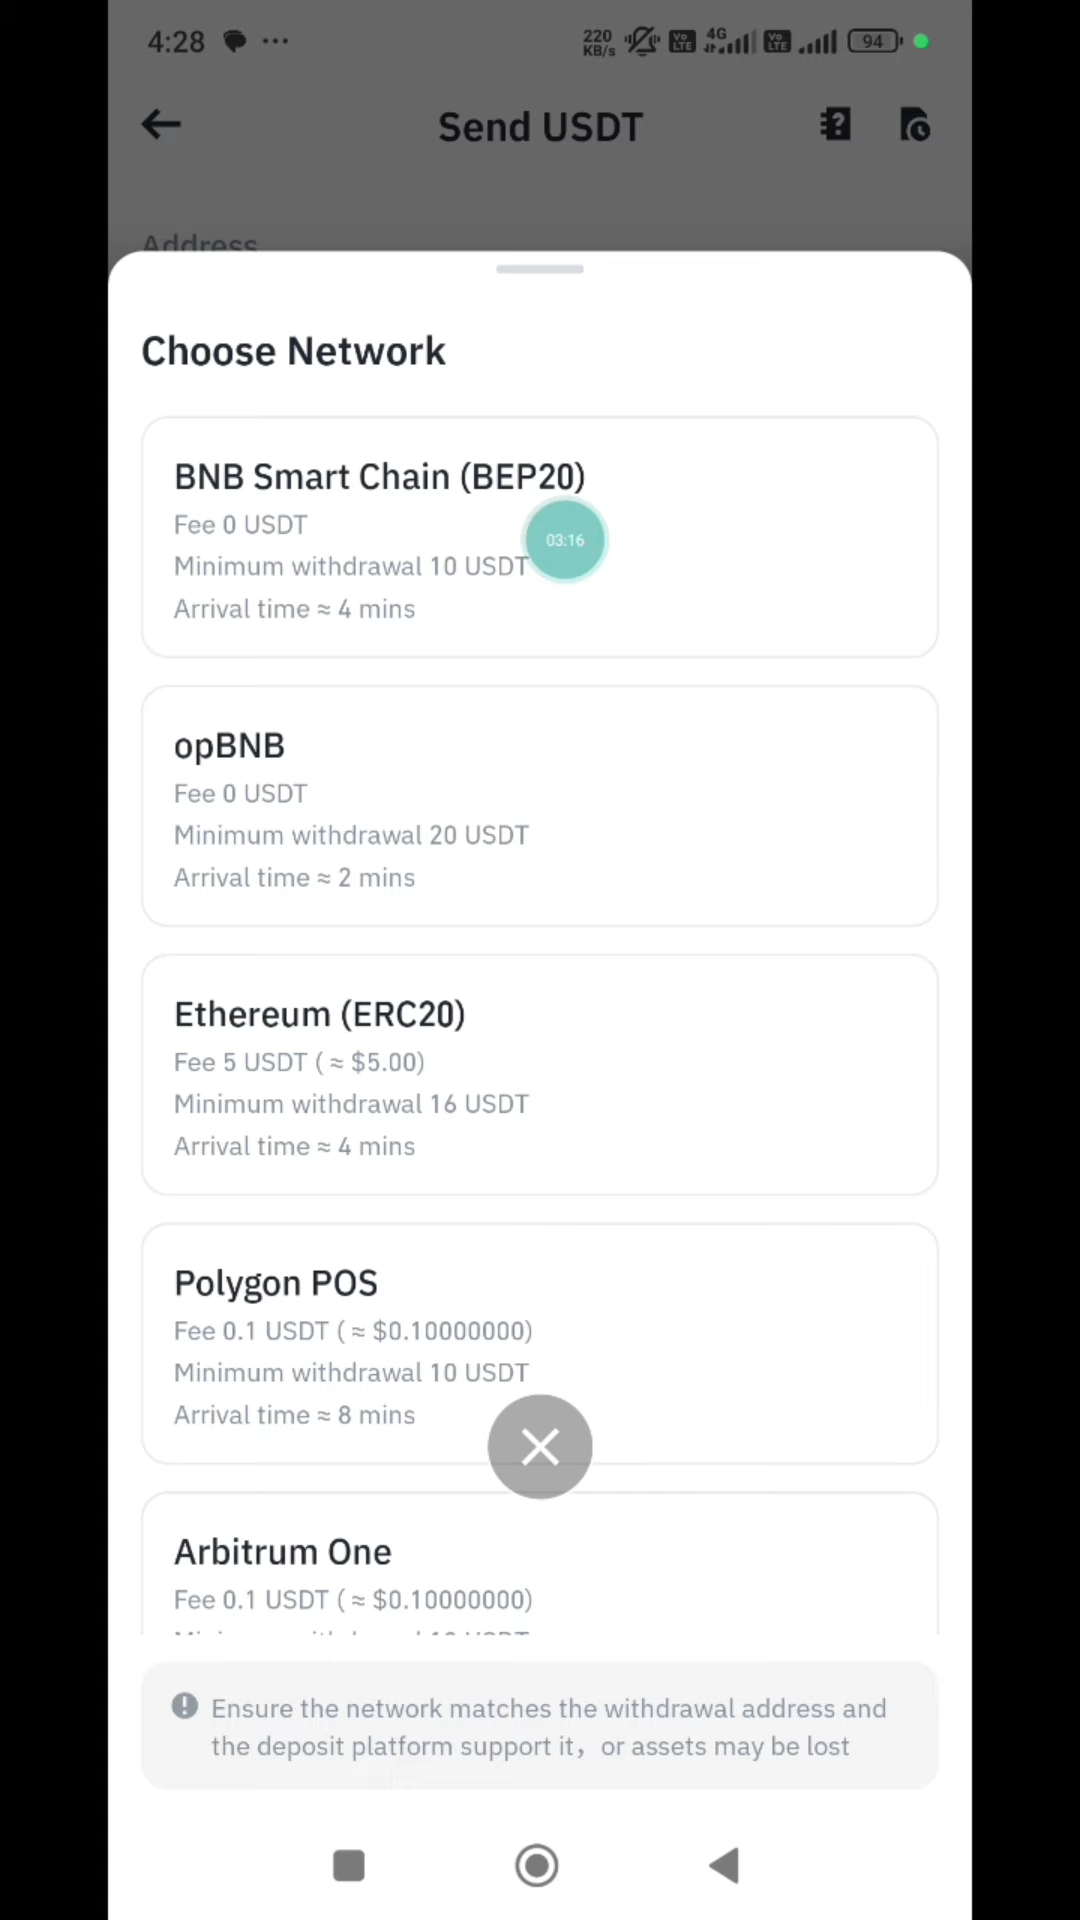 4:28
220
KB/s
Vo
LTE
4G
Vo
LTE
94
Send USDT
Address
Choose Network
BNB Smart Chain (BEP20)
Fee 0 USDT
03:16
Minimum withdrawal 10 USDT
Arrival time ≈ 4 mins
opBNB
Fee 0 USDT
Minimum withdrawal 20 USDT
Arrival time ≈ 2 mins
Ethereum (ERC20)
Fee 5 USDT ( ≈ $5.00)
Minimum withdrawal 16 USDT
Arrival time ≈ 4 mins
Polygon POS
Fee 0.1 USDT ( ≈ $0.10000000)
Minimum withdrawal 10 USDT
Arrival time ≈ 8 mins
Arbitrum One
Fee 0.1 USDT ( ≈ $0.10000000)
Ensure the network matches the withdrawal address and
the deposit platform support it, or assets may be lost